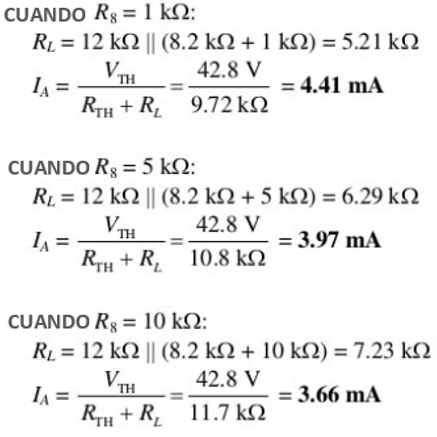 CUANDO R₈ = 1 kΩ:
R_L = 12 kΩ || (8.2 kΩ + 1 kΩ) = 5.21 kΩ
I_A = V_TH / (R_TH + R_L) = 42.8 V / 9.72 kΩ = 4.41 mA
CUANDO R₈ = 5 kΩ:
R_L = 12 kΩ || (8.2 kΩ + 5 kΩ) = 6.29 kΩ
I_A = V_TH / (R_TH + R_L) = 42.8 V / 10.8 kΩ = 3.97 mA
CUANDO R₈ = 10 kΩ:
R_L = 12 kΩ || (8.2 kΩ + 10 kΩ) = 7.23 kΩ
I_A = V_TH / (R_TH + R_L) = 42.8 V / 11.7 kΩ = 3.66 mA